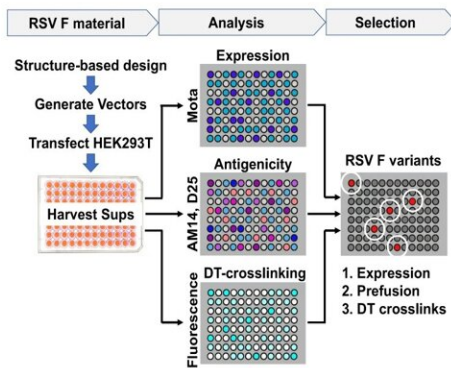 RSV F material
Analysis
Selection
Structure-based design
Generate Vectors
Transfect HEK293T
Harvest Sups
Expression
Mota
Antigenicity
AM14, D25
DT-crosslinking
Fluorescence
RSV F variants
1. Expression
2. Prefusion
3. DT crosslinks